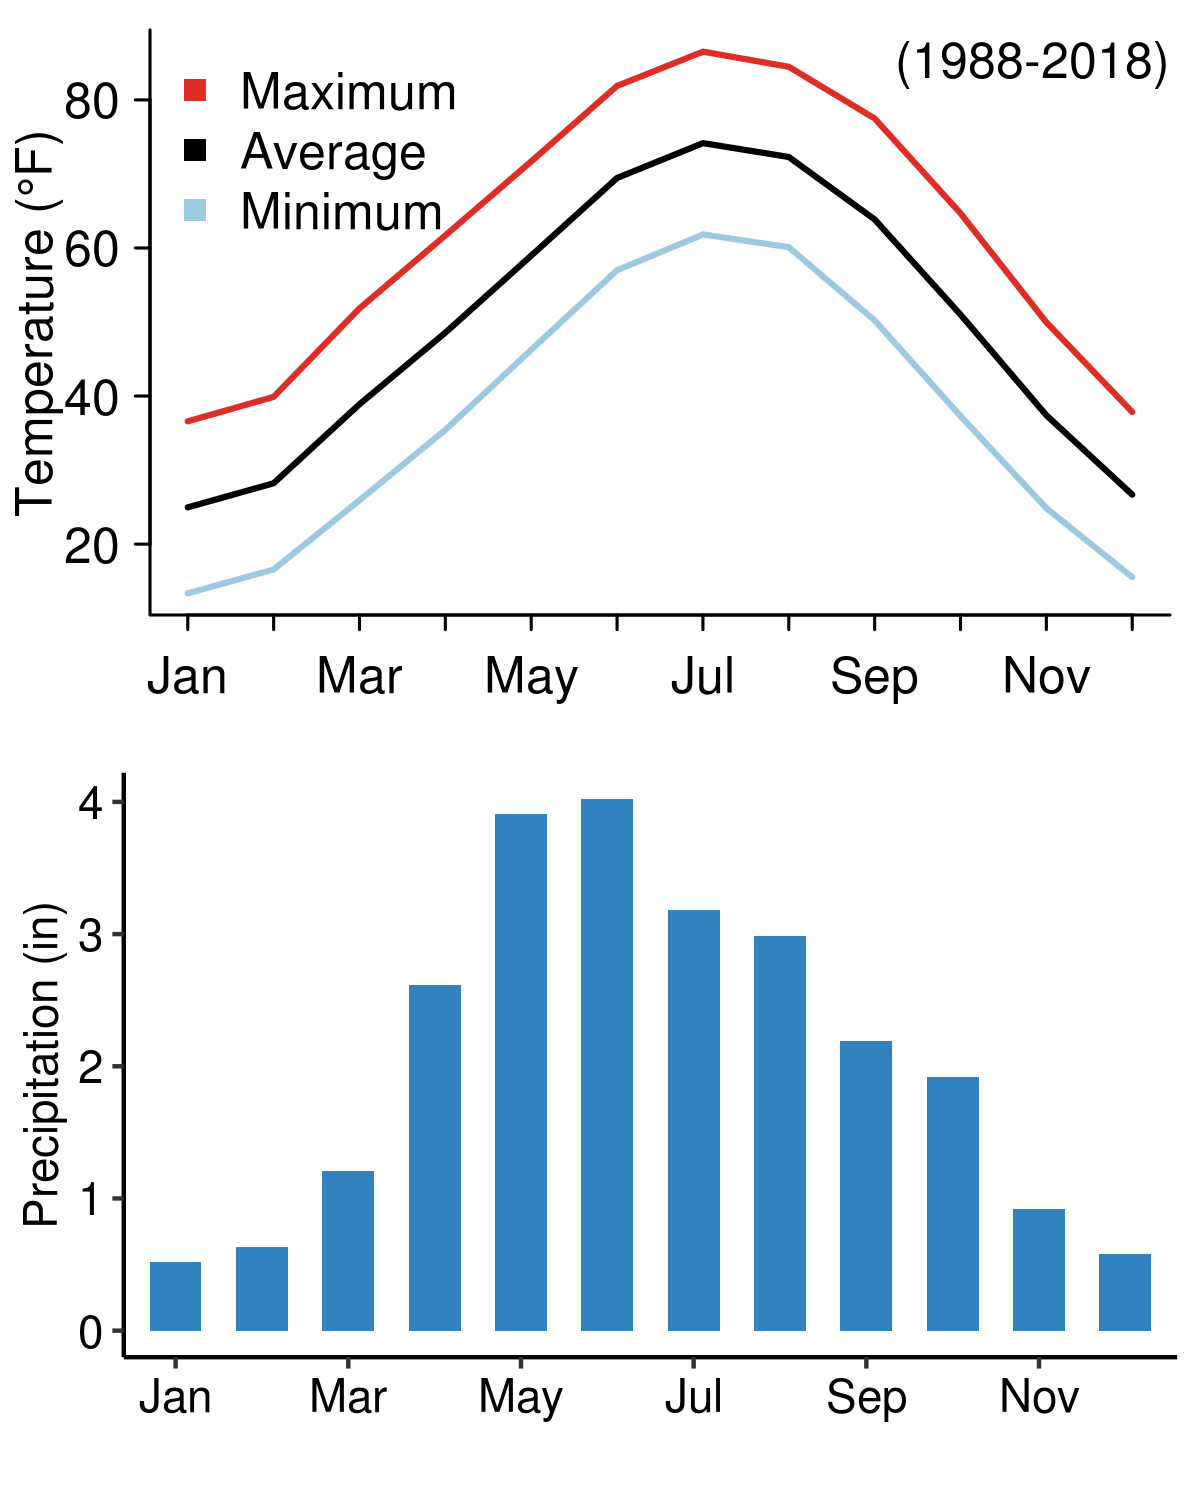 (1988-2018)
Maximum
Average
Minimum
Temperature (°F)
80
60
40
20
Jan Mar May Jul Sep Nov
Precipitation (in)
4
3
2
1
0
Jan Mar May Jul Sep Nov